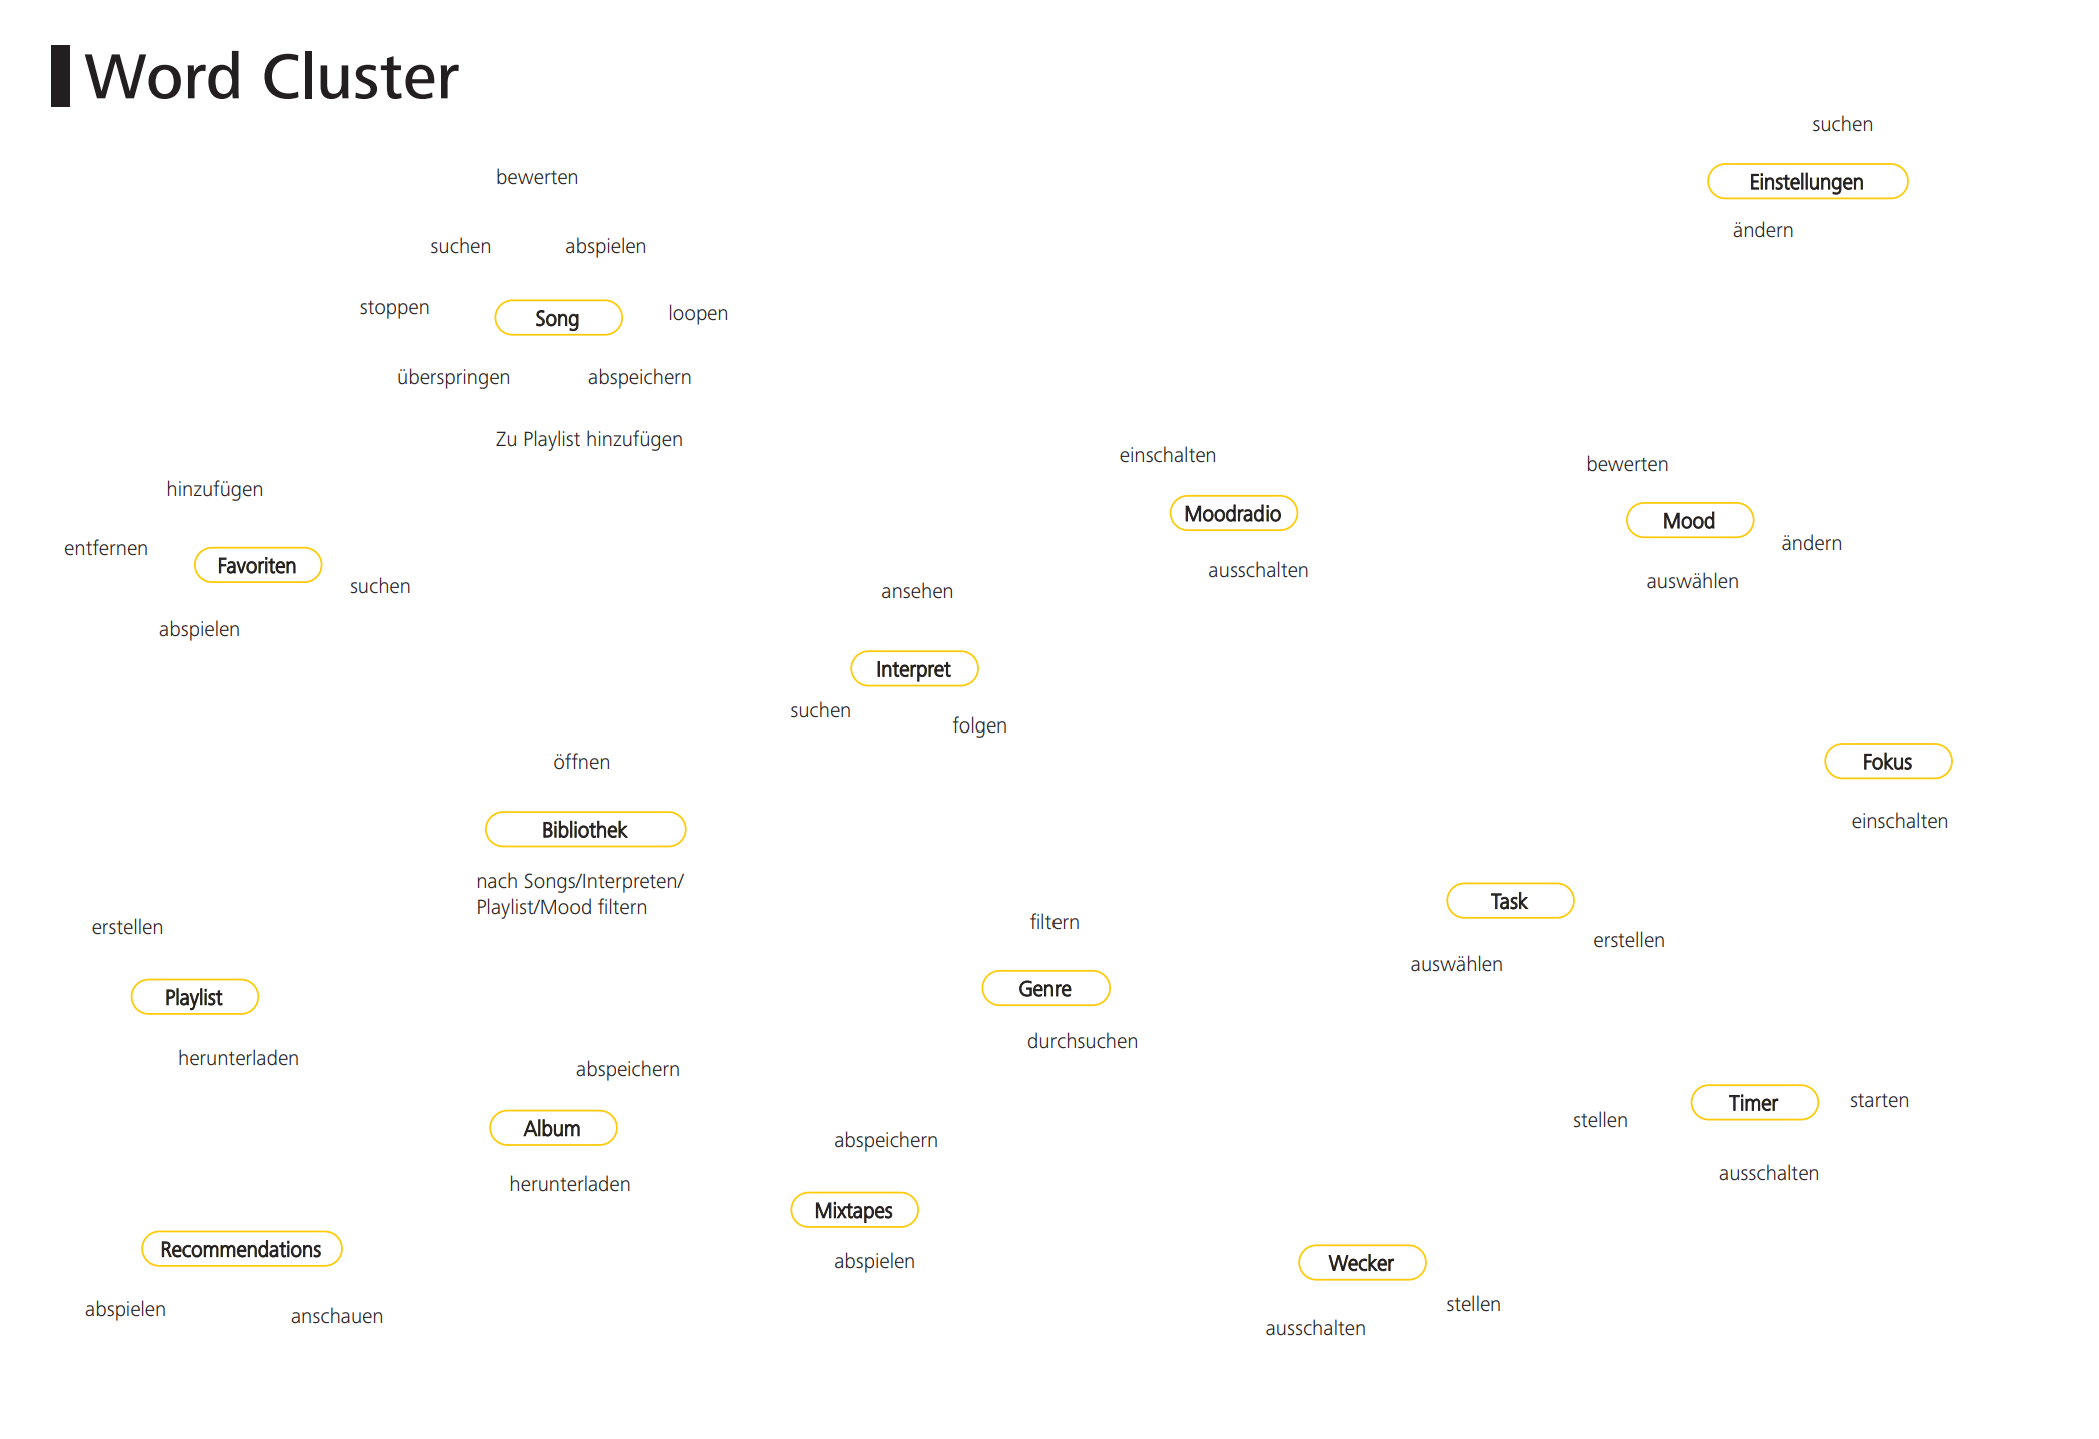 Word Cluster
suchen
Einstellungen
ändern
bewerten
suchen
abspielen
stoppen
Song
loopen
überspringen
abspeichern
Zu Playlist hinzufügen
hinzufügen
entfernen
Favoriten
suchen
abspielen
einschalten
Moodradio
ausschalten
bewerten
Mood
ändern
auswählen
ansehen
Interpret
suchen
folgen
Fokus
einschalten
öffnen
Bibliothek
nach Songs/Interpreten/
Playlist/Mood filtern
erstellen
Playlist
herunterladen
filtern
Genre
durchsuchen
Task
erstellen
auswählen
abspeichern
Album
herunterladen
abspeichern
Mixtapes
abspielen
stellen
Timer
starten
ausschalten
Recommendations
abspielen
anschauen
Wecker
stellen
ausschalten